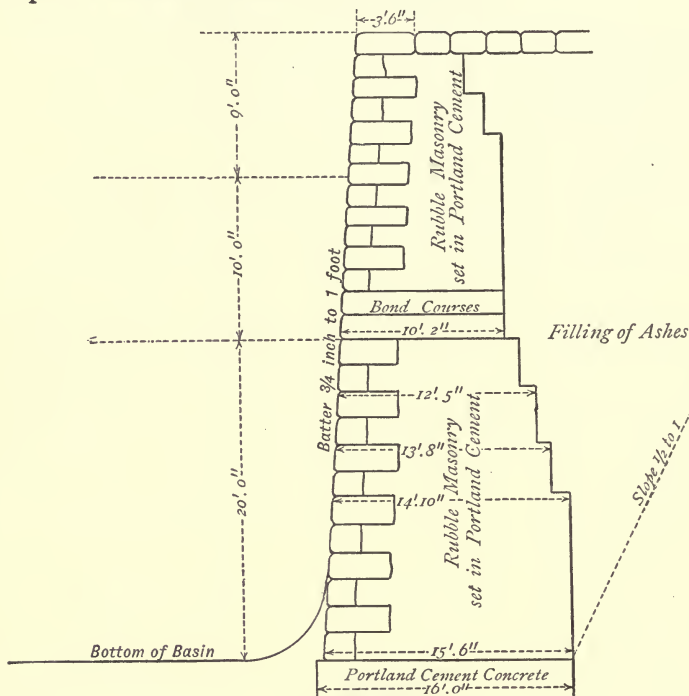 3'.6"
9'.0"
10'.0"
20'.0"
Rubble Masonry
set in Portland Cement
Batter 3/4 inch to 1 foot
Bond Courses
10'. 2"
Filling of Ashes
12'. 5"
13'. 8"
14'. 10"
Rubble Masonry
set in Portland Cement
Slope 1/2 to 1
Bottom of Basin
15'. 6"
Portland Cement Concrete
16'. 0"